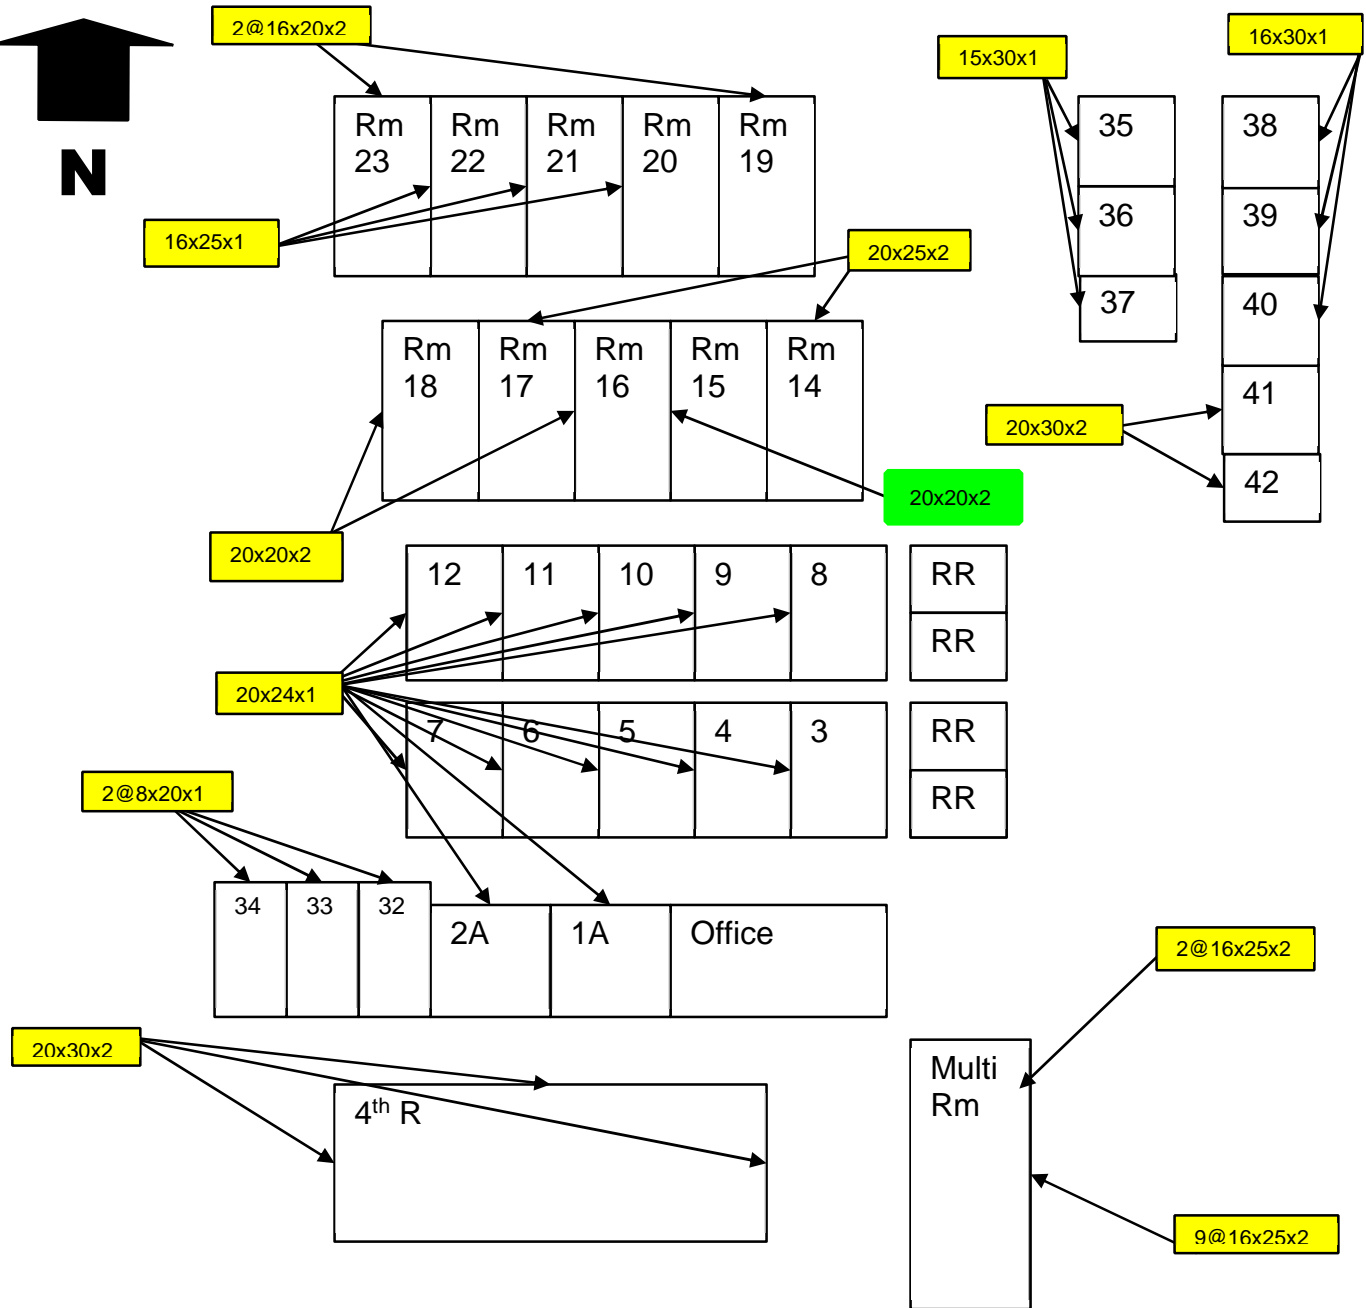 2@16x20x2
16x30x1
15x30x1
N
Rm Rm Rm Rm Rm
23 22 21 20 19
35 38
36 39
16x25x1
20x25x2
37 40
Rm Rm Rm Rm Rm
18 17 16 15 14
41
20x30x2
42
20x20x2
20x20x2
12 11 10 9 8 RR
RR
20x24x1
7 6 5 4 3 RR
2@8x20x1
RR
34 33 32
2A 1A Office
2@16x25x2
20x30x2
Multi
Rm
4th R
9@16x25x2